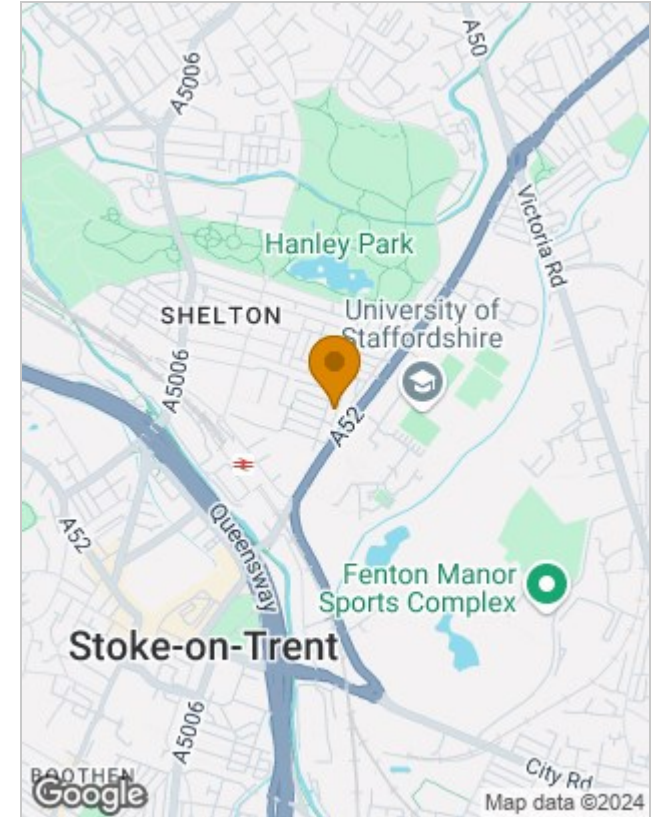 A50
A5006
Victoria Rd
Hanley Park
SHELTON
University of
Staffordshire
A5006
A52
A52
Queensway
Fenton Manor
Sports Complex
Stoke-on-Trent
A5006
BOOTHEN
City Rd
Google
Map data ©2024